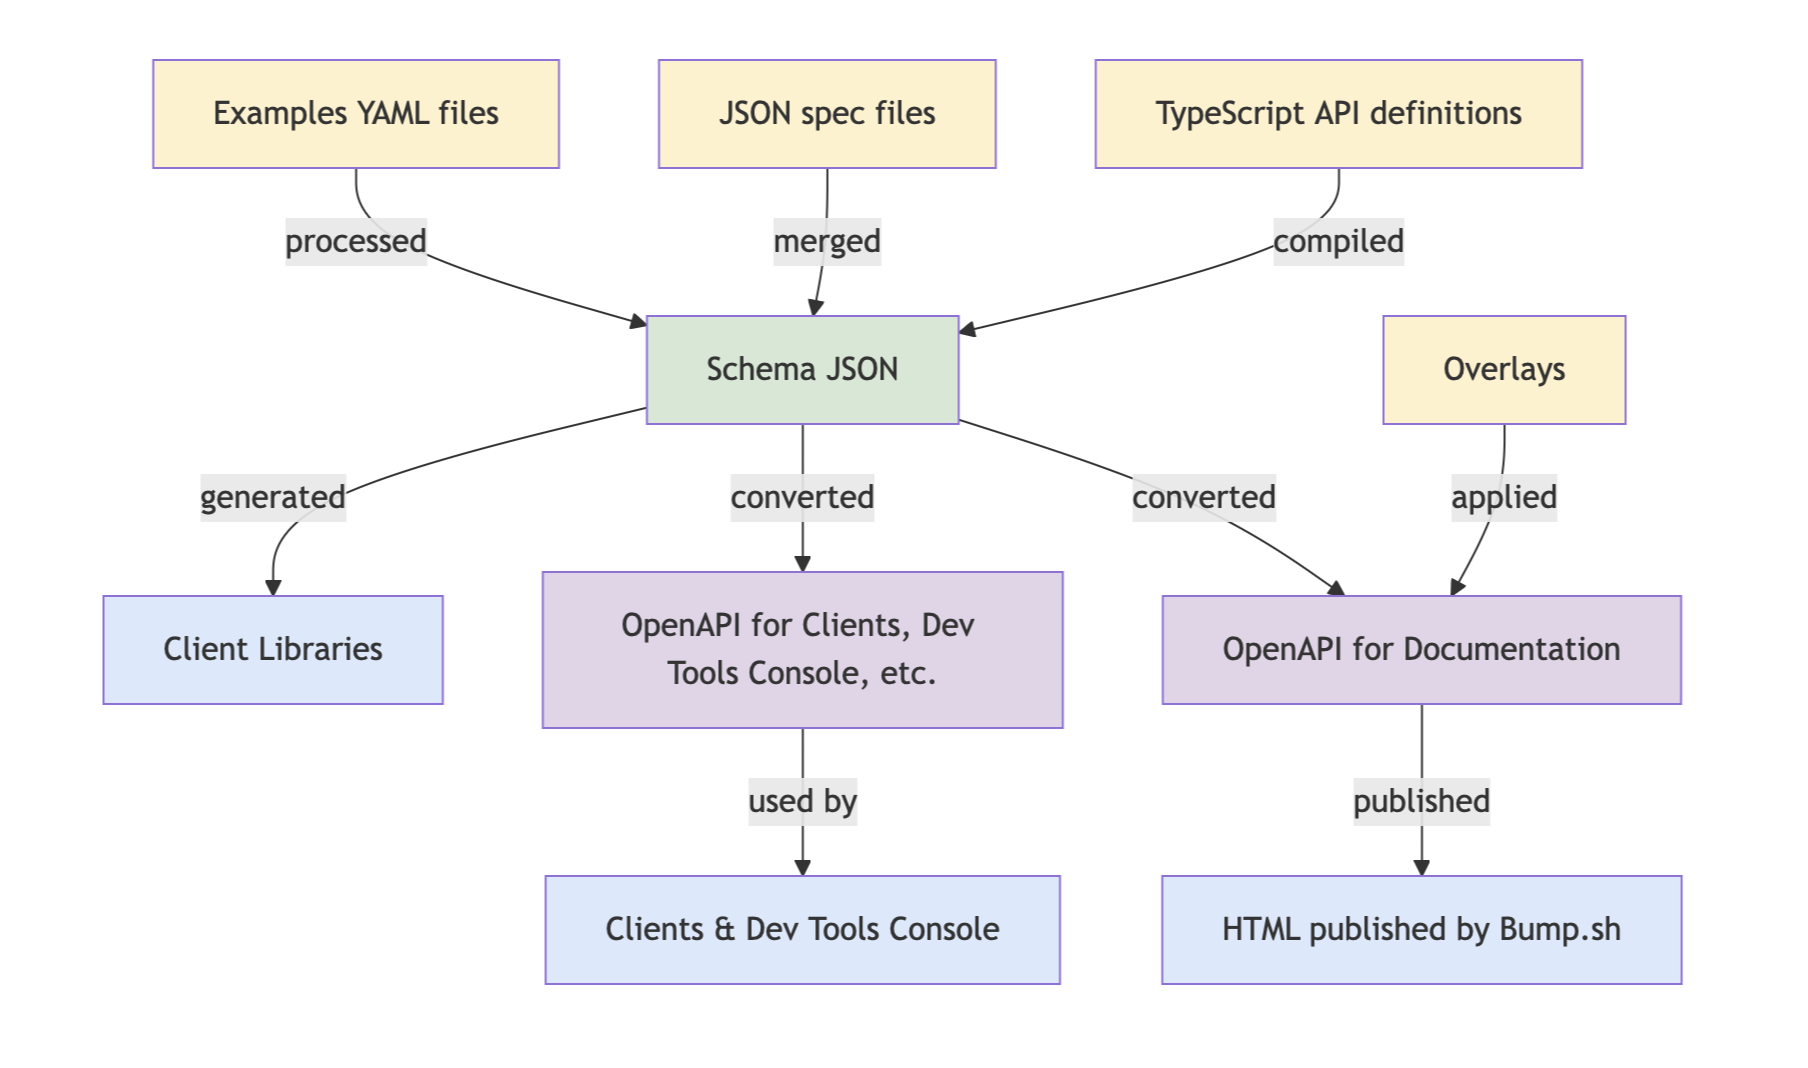 Examples YAML files
JSON spec files
TypeScript API definitions
processed
merged
compiled
Schema JSON
Overlays
generated
converted
converted
applied
Client Libraries
OpenAPI for Clients, Dev
Tools Console, etc.
OpenAPI for Documentation
used by
published
Clients & Dev Tools Console
HTML published by Bump.sh